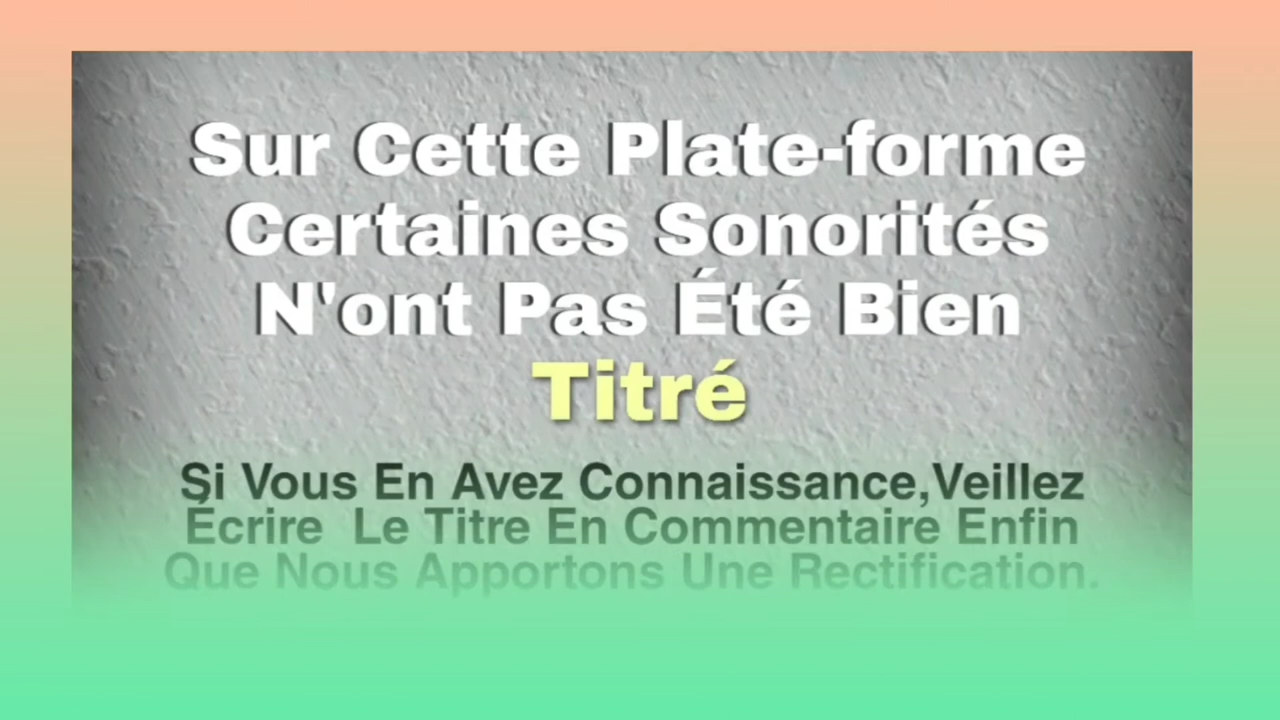 Sur Cette Plate-forme
Certaines Sonorités
N'ont Pas Été Bien
Titré
Si Vous En Avez Connaissance,Veillez
Écrire  Le Titre En Commentaire Enfin
Que Nous Apportons Une Rectification.